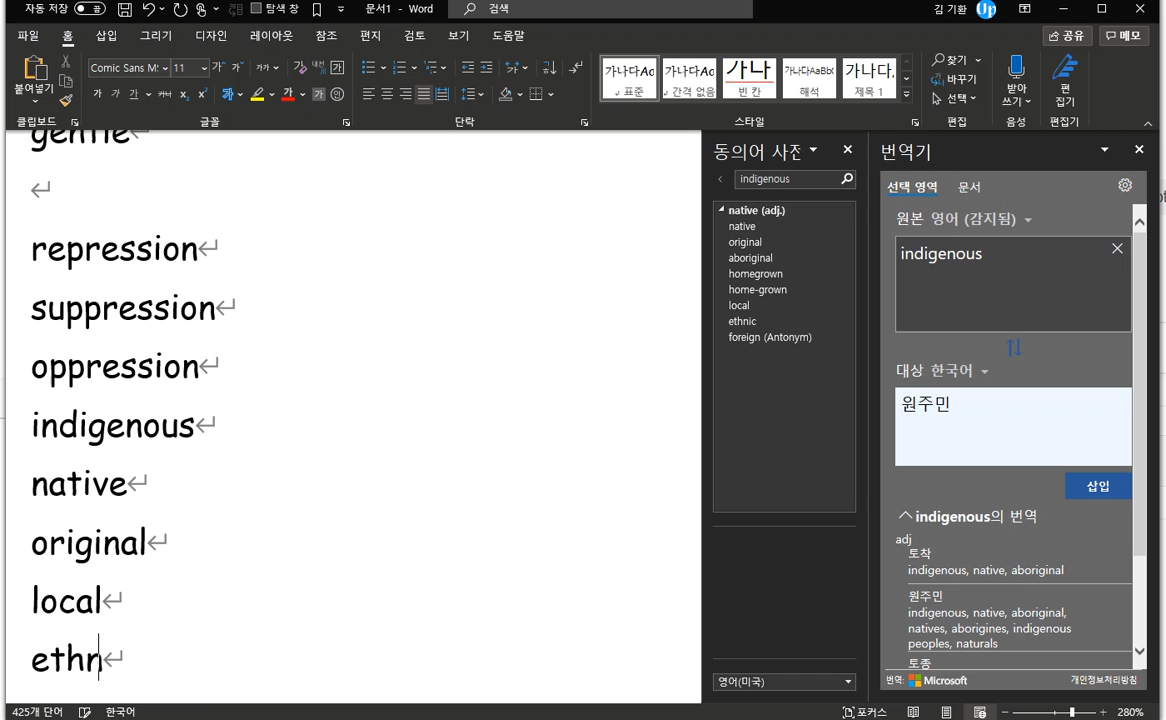 자동 저장
탐색 창
문서1 - Word
검색
김 기환
파일 홈 삽입 그리기 디자인 레이아웃 참조 편지 검토 보기 도움말
공유 메모
붙여넣기
Comic Sans M 11
가나다Aa 가나다Aa 가나 가나다AaBbC 가나다,
표준 간격 없음 빈 칸 해석 제목 1
찾기
바꾸기
선택
받아쓰기
편집기
클립보드 글꼴 단락 스타일 편집 음성 편집기
gentle
repression
suppression
oppression
indigenous
native
original
local
ethn
동의어 사전
indigenous
native (adj.)
native
original
aboriginal
homegrown
home-grown
local
ethnic
foreign (Antonym)
영어(미국)
번역기
선택 영역 문서
원본 영어 (감지됨)
indigenous
대상 한국어
원주민
삽입
indigenous의 번역
adj
토착
indigenous, native, aboriginal
원주민
indigenous, native, aboriginal,
natives, aborigines, indigenous
peoples, naturals
토종
번역: Microsoft 개인정보처리방침
425개 단어 한국어
포커스
280%